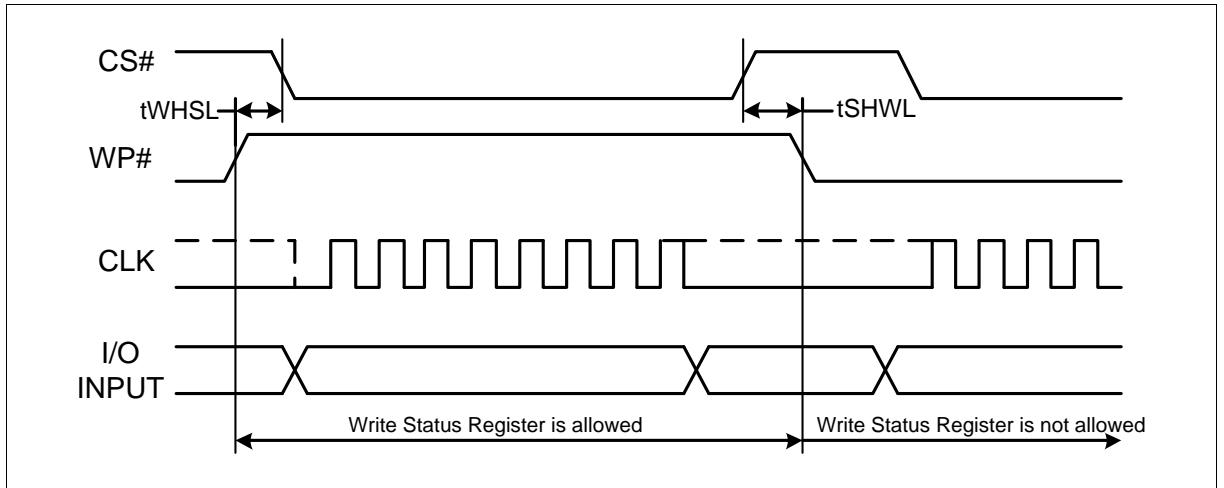 CS#
tWHSL
tSHWL
WP#
CLK
I/O
INPUT
Write Status Register is allowed
Write Status Register is not allowed